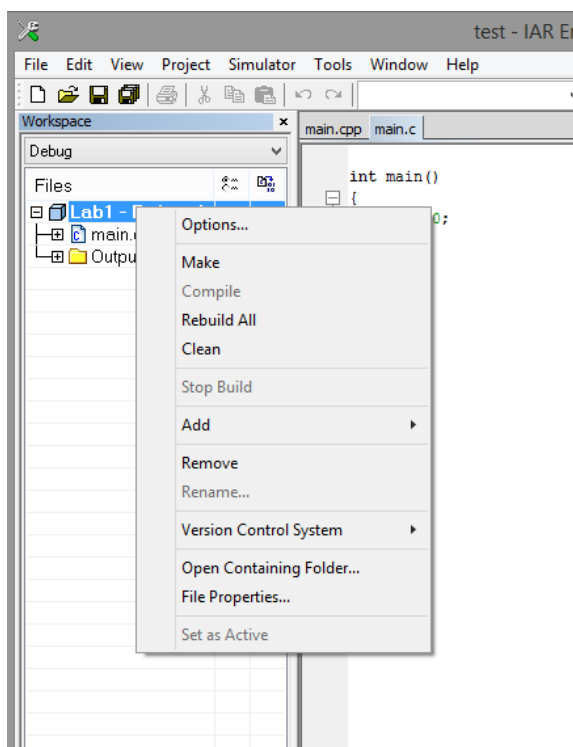 test - IAR E
File Edit View Project Simulator Tools Window Help
Workspace
main.cpp main.c
Debug
Files
int main()
{
Lab1 -
0;
main.
Outpu
Options...
Make
Compile
Rebuild All
Clean
Stop Build
Add
Remove
Rename...
Version Control System
Open Containing Folder...
File Properties...
Set as Active